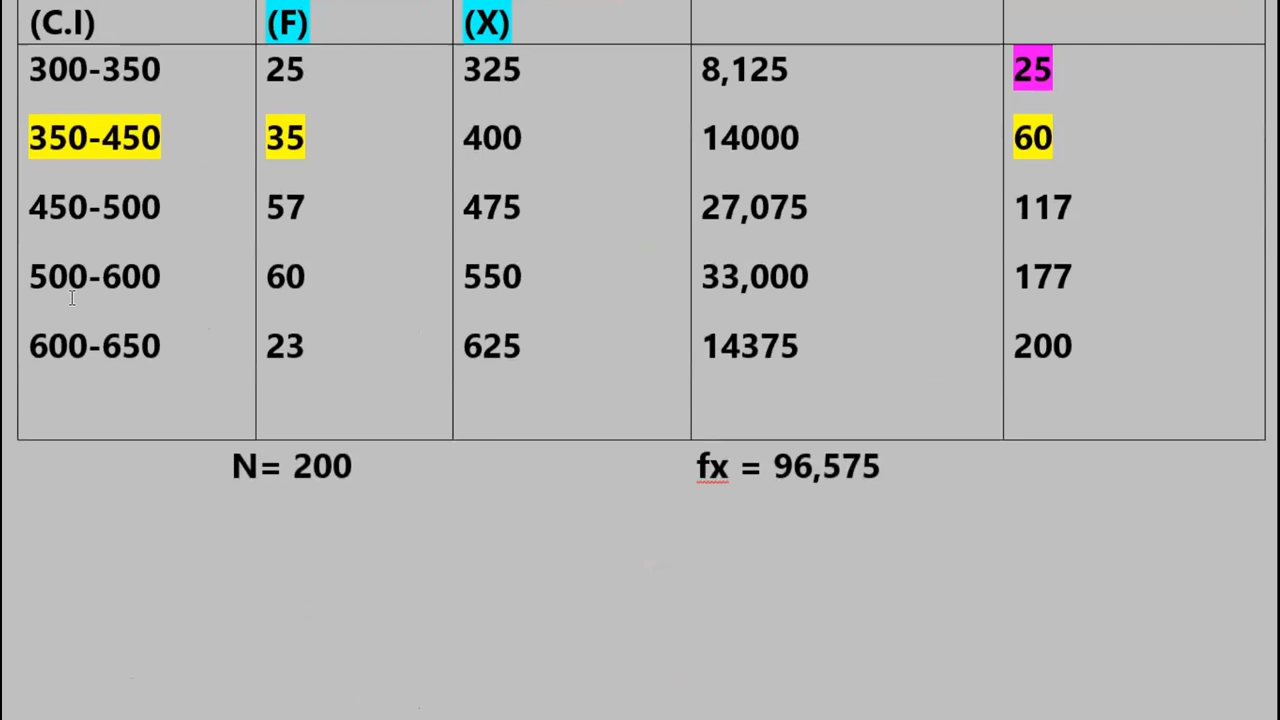 (C.I) (F) (X)
300-350 25 325 8,125 25
350-450 35 400 14000 60
450-500 57 475 27,075 117
500-600 60 550 33,000 177
600-650 23 625 14375 200
N= 200 fx = 96,575